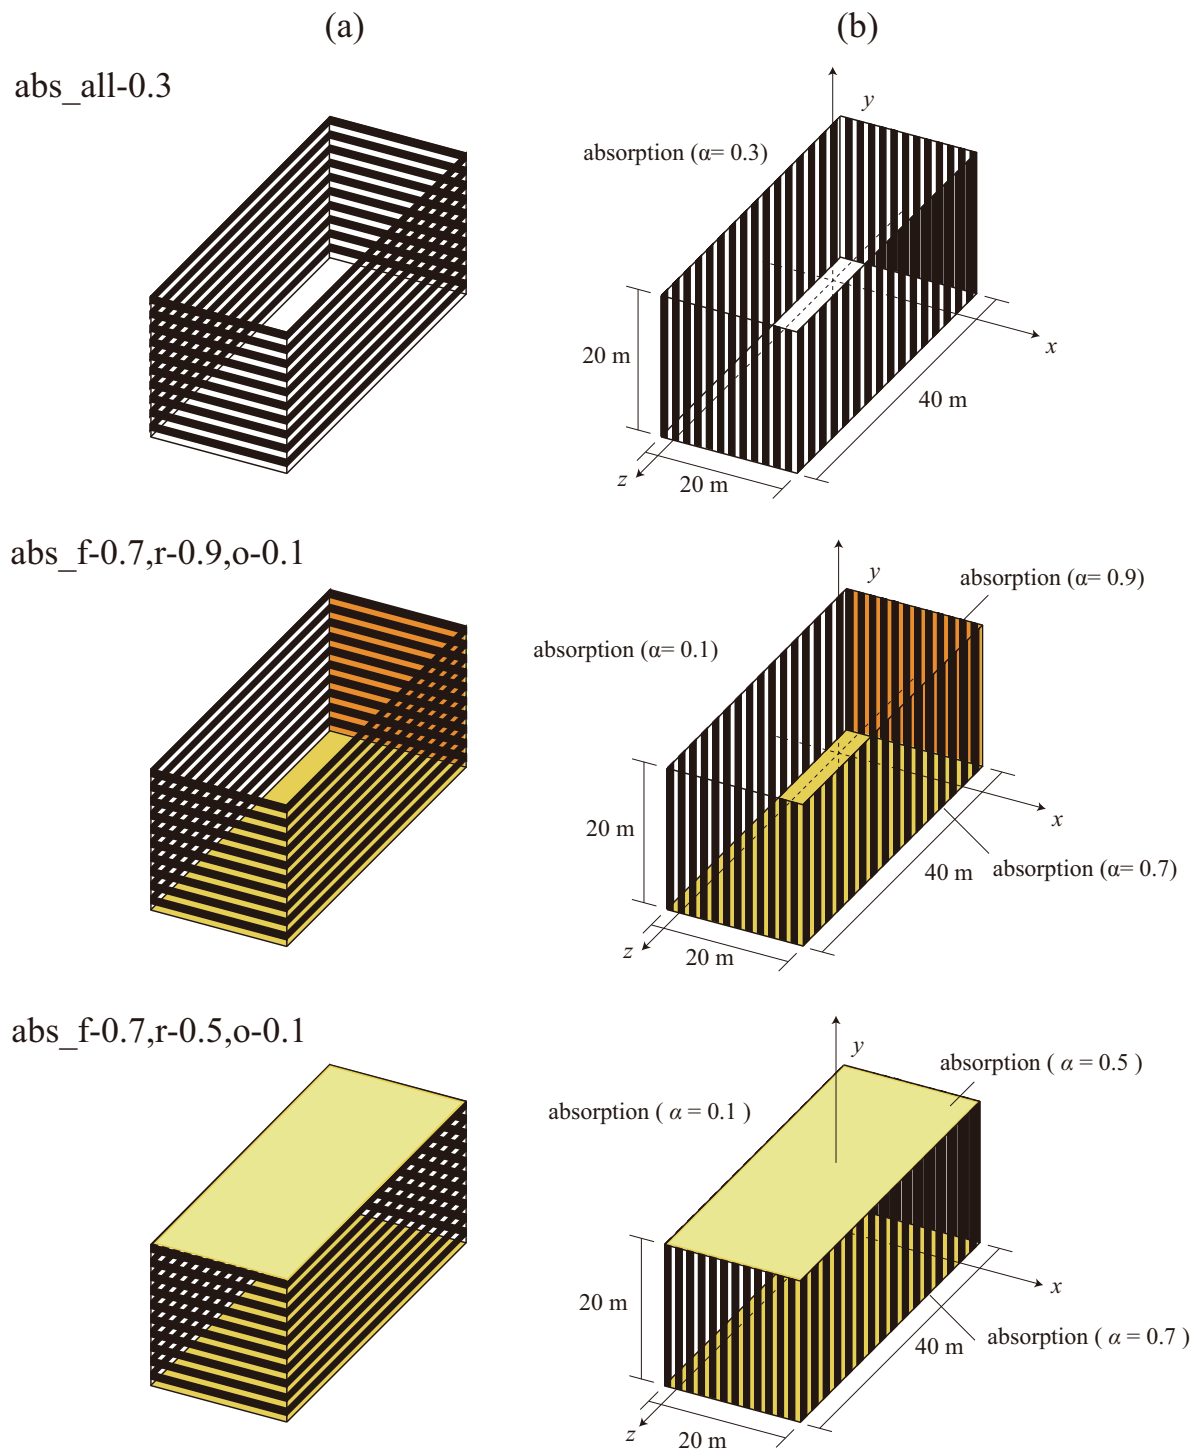 (a)
(b)
abs_all-0.3
y
absorption (α= 0.3)
20 m
x
40 m
z
20 m
abs_f-0.7,r-0.9,o-0.1
y
absorption (α= 0.9)
absorption (α= 0.1)
20 m
x
40 m
absorption (α= 0.7)
z
20 m
abs_f-0.7,r-0.5,o-0.1
y
absorption ( α = 0.5 )
absorption ( α = 0.1 )
x
20 m
absorption ( α = 0.7 )
40 m
z
20 m